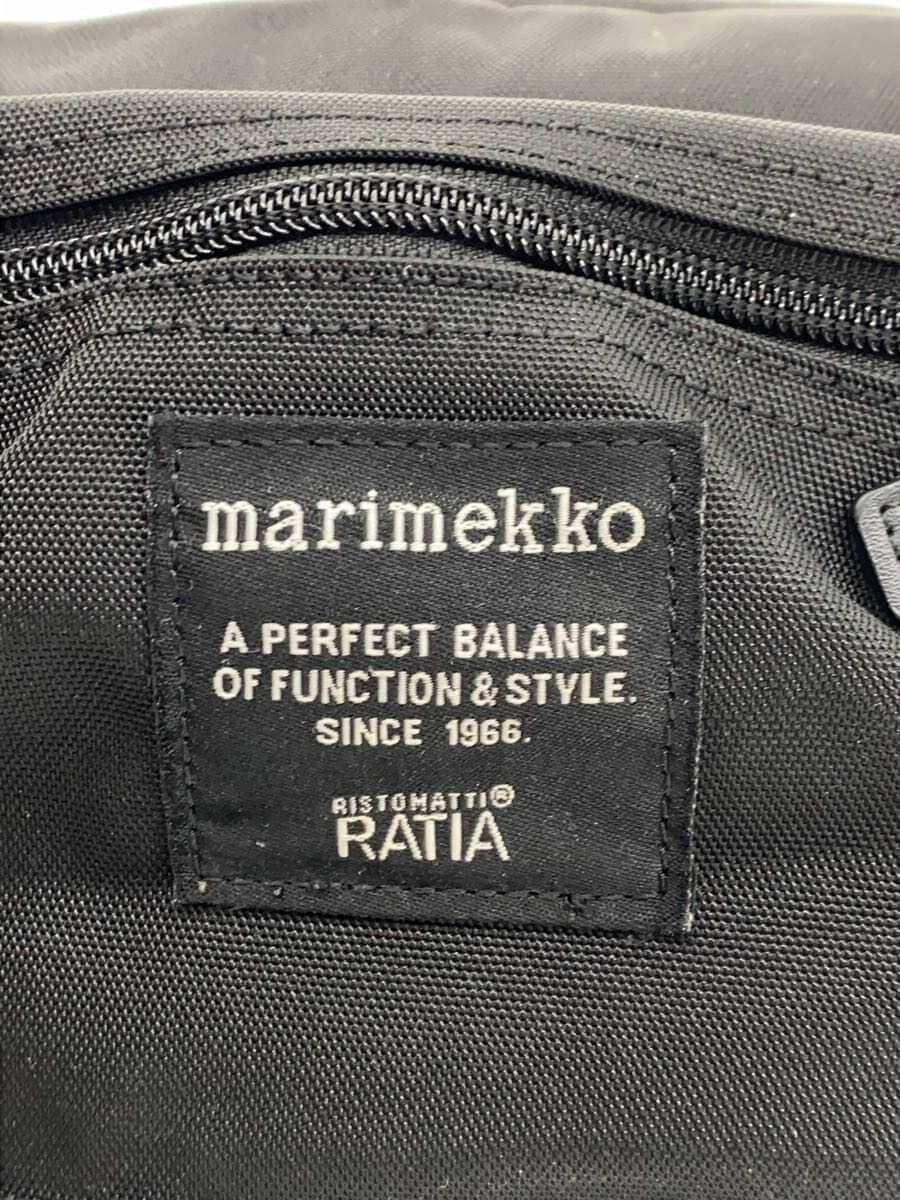 marimekko
A PERFECT BALANCE
OF FUNCTION & STYLE.
SINCE 1966.
RISTOMATTI®
RATIA